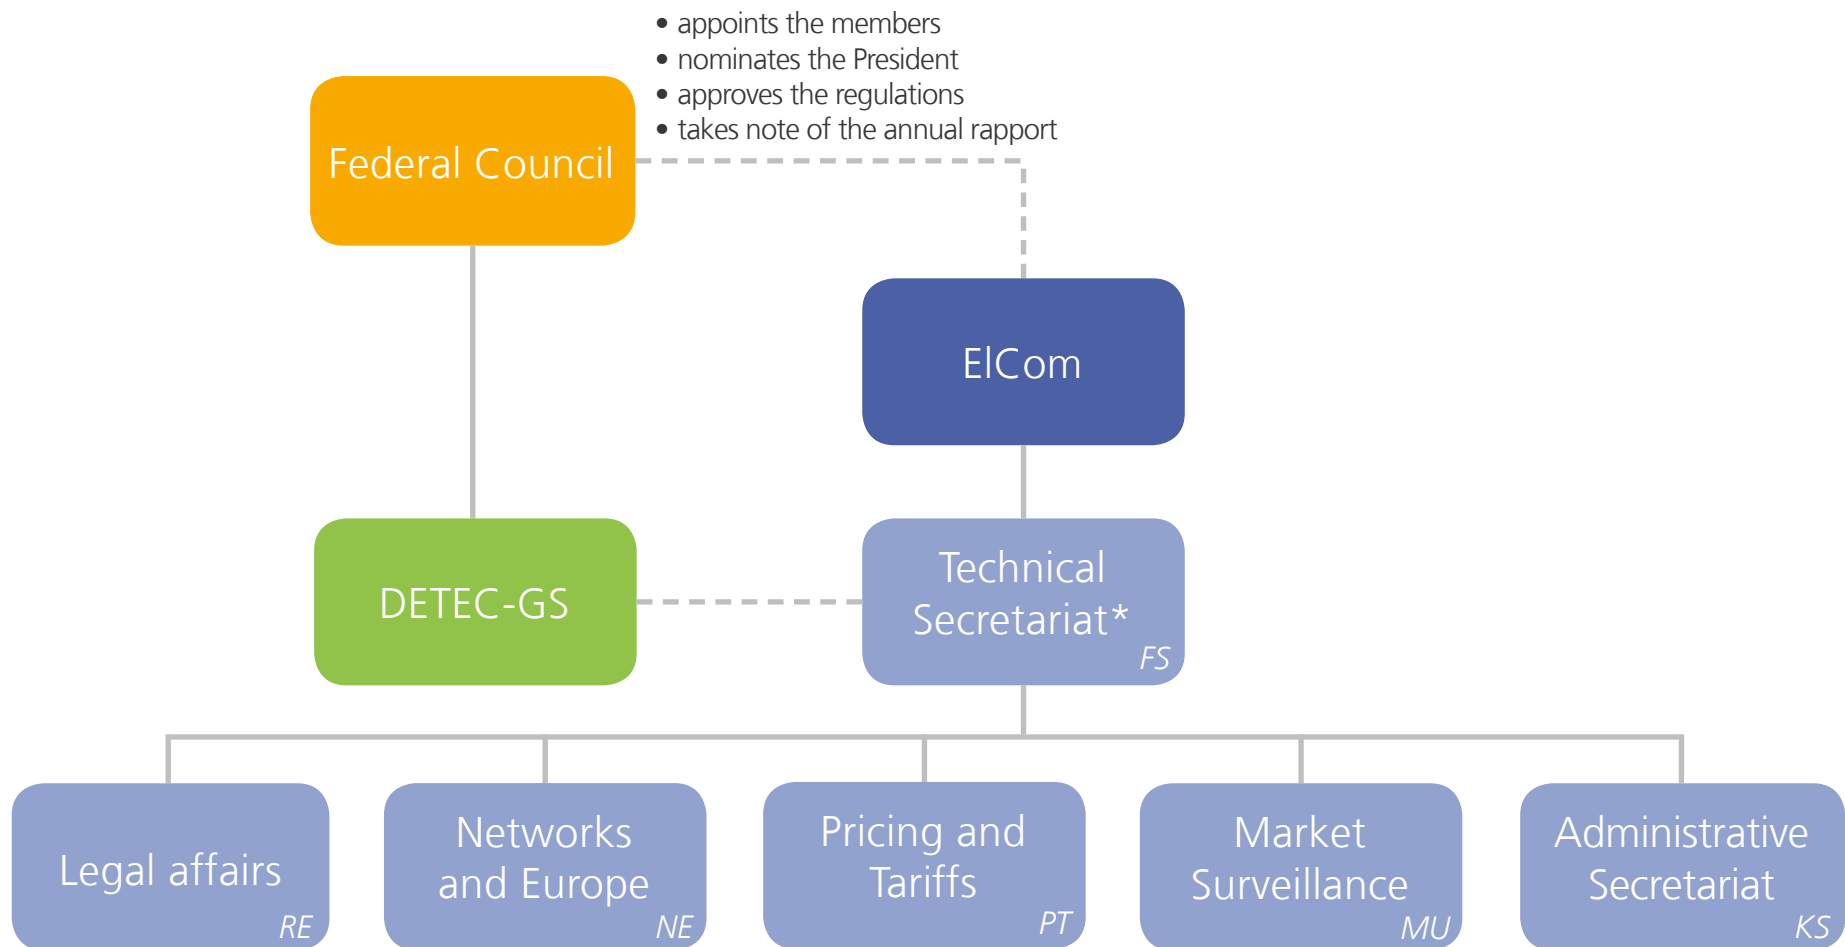 • appoints the members
• nominates the President
• approves the regulations
• takes note of the annual rapport
Federal Council
ElCom
DETEC-GS
Technical
Secretariat*
FS
Legal affairs
RE
Networks
and Europe
NE
Pricing and
Tariffs
PT
Market
Surveillance
MU
Administrative
Secretariat
KS